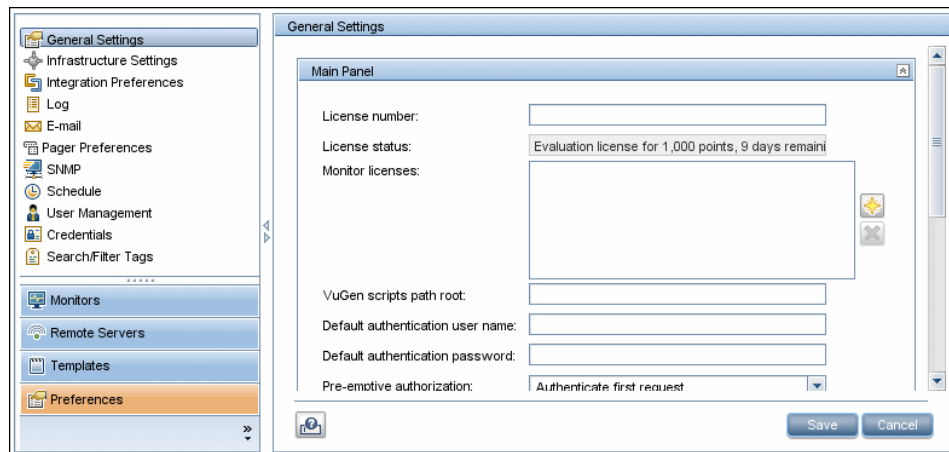 General Settings
Infrastructure Settings
Integration Preferences
Log
E-mail
Pager Preferences
SNMP
Schedule
User Management
Credentials
Search/Filter Tags
Monitors
Remote Servers
Templates
Preferences
General Settings
Main Panel
License number:
License status:
Evaluation license for 1,000 points, 9 days remaini
Monitor licenses:
VuGen scripts path root:
Default authentication user name:
Default authentication password:
Pre-emptive authorization:
Authenticate first request
Save
Cancel